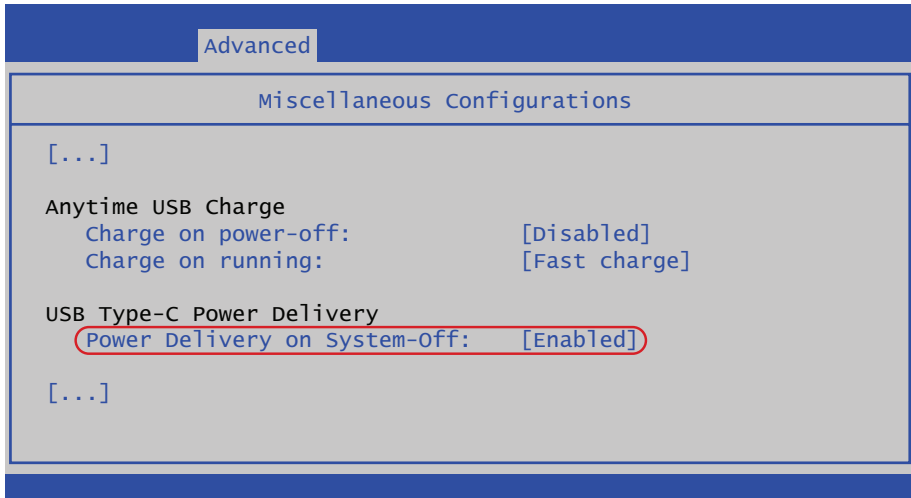 Advanced
Miscellaneous Configurations
[...]
Anytime USB Charge
Charge on power-off: [Disabled]
Charge on running: [Fast charge]
USB Type-C Power Delivery
Power Delivery on System-Off: [Enabled]
[...]